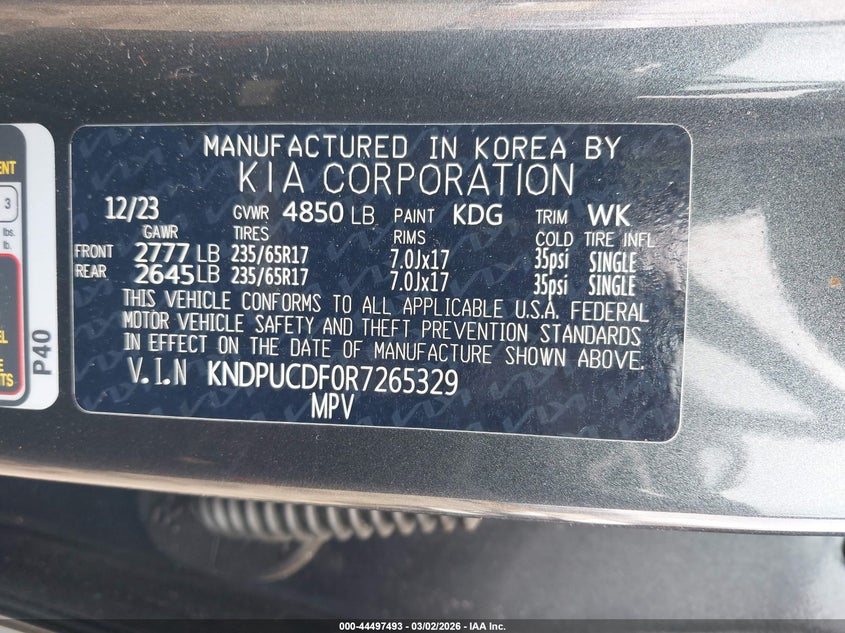 MANUFACTURED IN KOREA BY
KIA CORPORATION
12/23 GVWR 4850 LB PAINT KDG TRIM WK
GAWR TIRES RIMS COLD TIRE INFL
FRONT 2777 LB 235/65R17 7.0Jx17 35psi SINGLE
REAR 2645 LB 235/65R17 7.0Jx17 35psi SINGLE
THIS VEHICLE CONFORMS TO ALL APPLICABLE U.S.A. FEDERAL
MOTOR VEHICLE SAFETY AND THEFT PREVENTION STANDARDS
IN EFFECT ON THE DATE OF MANUFACTURE SHOWN ABOVE.
V.I.N KNDPUCDF0R7265329
MPV
3
lbs.
lb.
P40
000-44497493 | 03/02/2026 | IAA Inc.